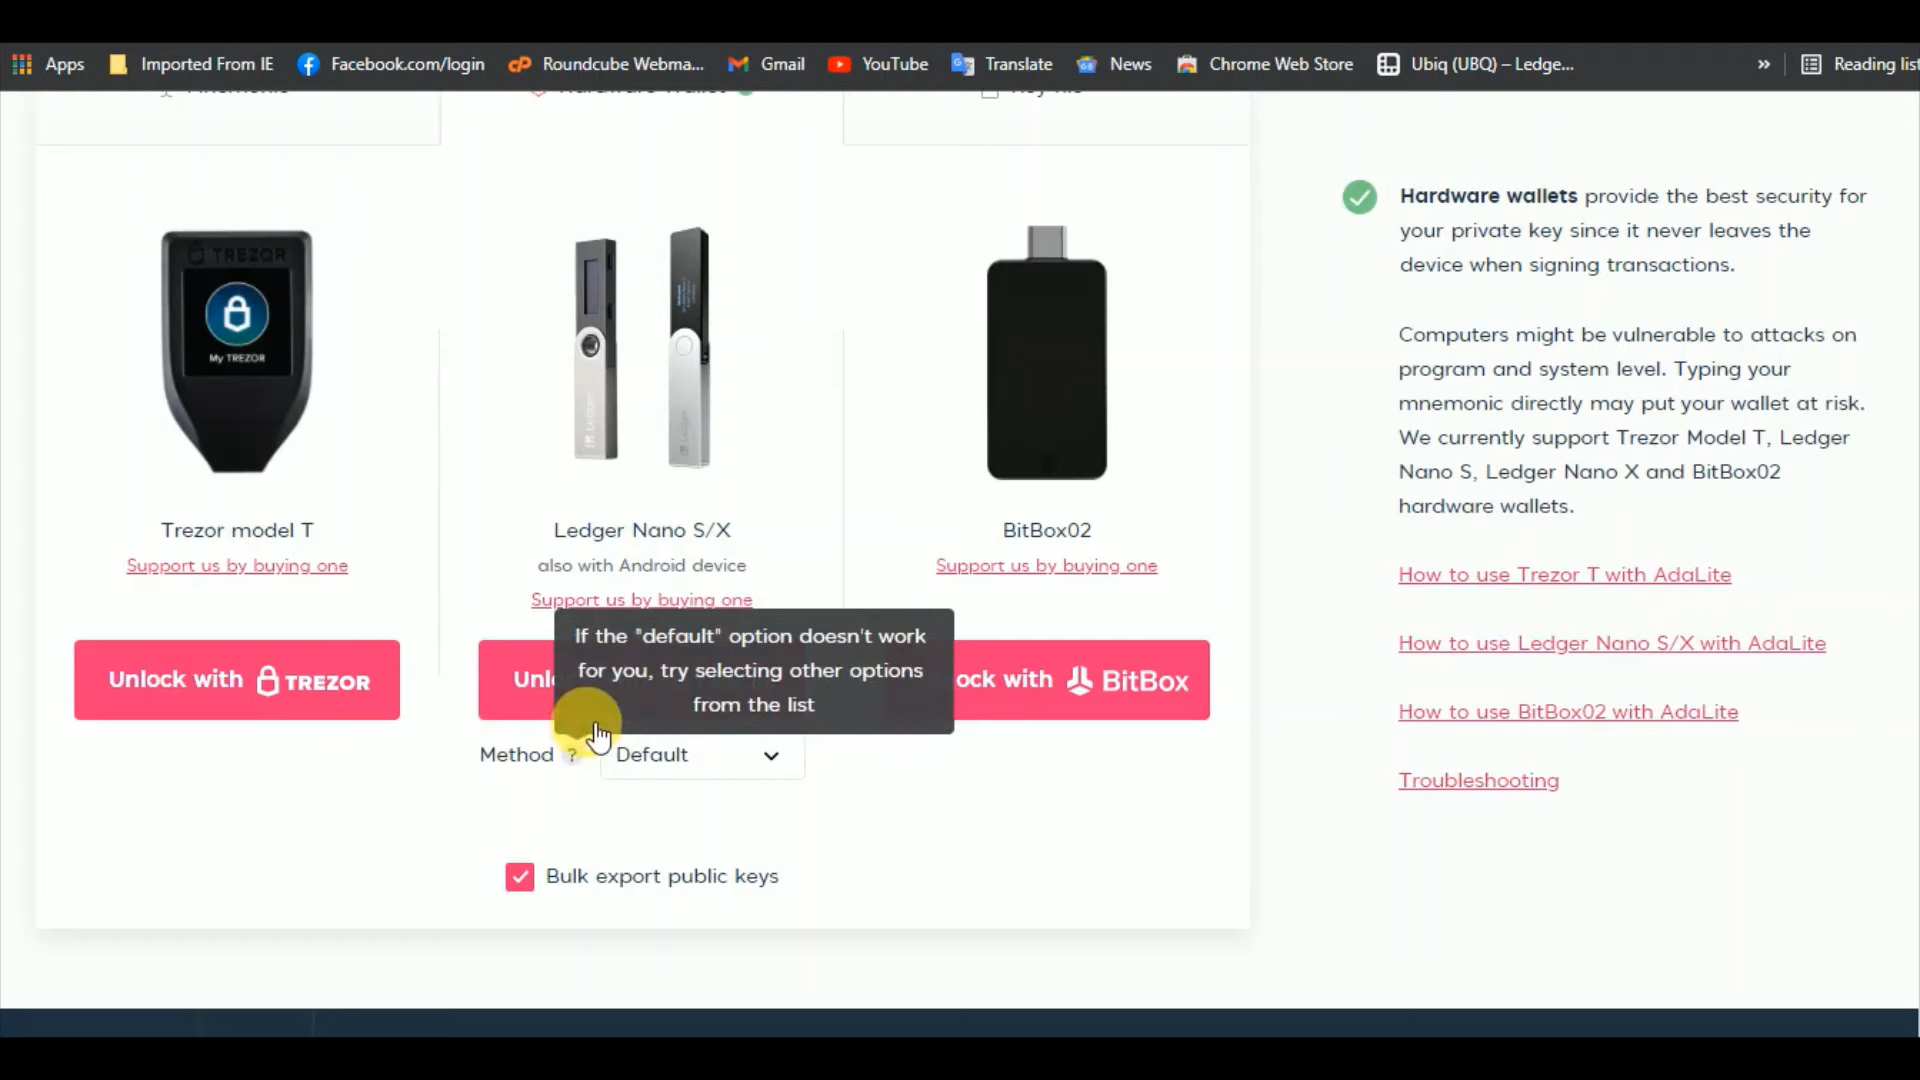 Apps
Imported From IE
Facebook.com/login
Roundcube Webma...
Gmail
YouTube
Translate
News
Chrome Web Store
Ubiq (UBQ) – Ledge...
»
Reading list
TREZOR
My TREZOR
Trezor model T
Support us by buying one
Unlock with TREZOR
Ledger Nano S/X
also with Android device
Support us by buying one
If the "default" option doesn't work
for you, try selecting other options
from the list
Method ? Default
BitBox02
Support us by buying one
ock with BitBox
Bulk export public keys
Hardware wallets provide the best security for
your private key since it never leaves the
device when signing transactions.
Computers might be vulnerable to attacks on
program and system level. Typing your
mnemonic directly may put your wallet at risk.
We currently support Trezor Model T, Ledger
Nano S, Ledger Nano X and BitBox02
hardware wallets.
How to use Trezor T with AdaLite
How to use Ledger Nano S/X with AdaLite
How to use BitBox02 with AdaLite
Troubleshooting